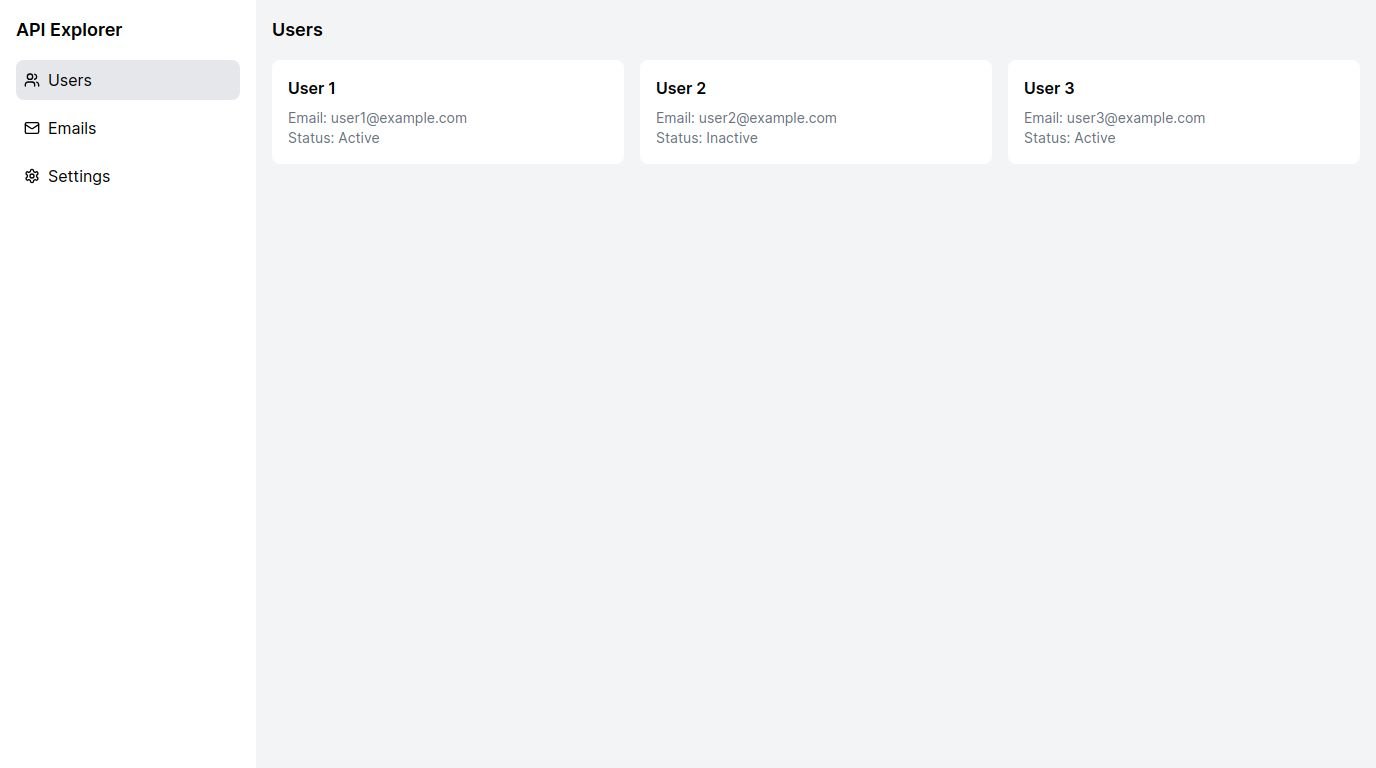 API Explorer
Users
Emails
Settings
Users
User 1
Email: user1@example.com
Status: Active
User 2
Email: user2@example.com
Status: Inactive
User 3
Email: user3@example.com
Status: Active